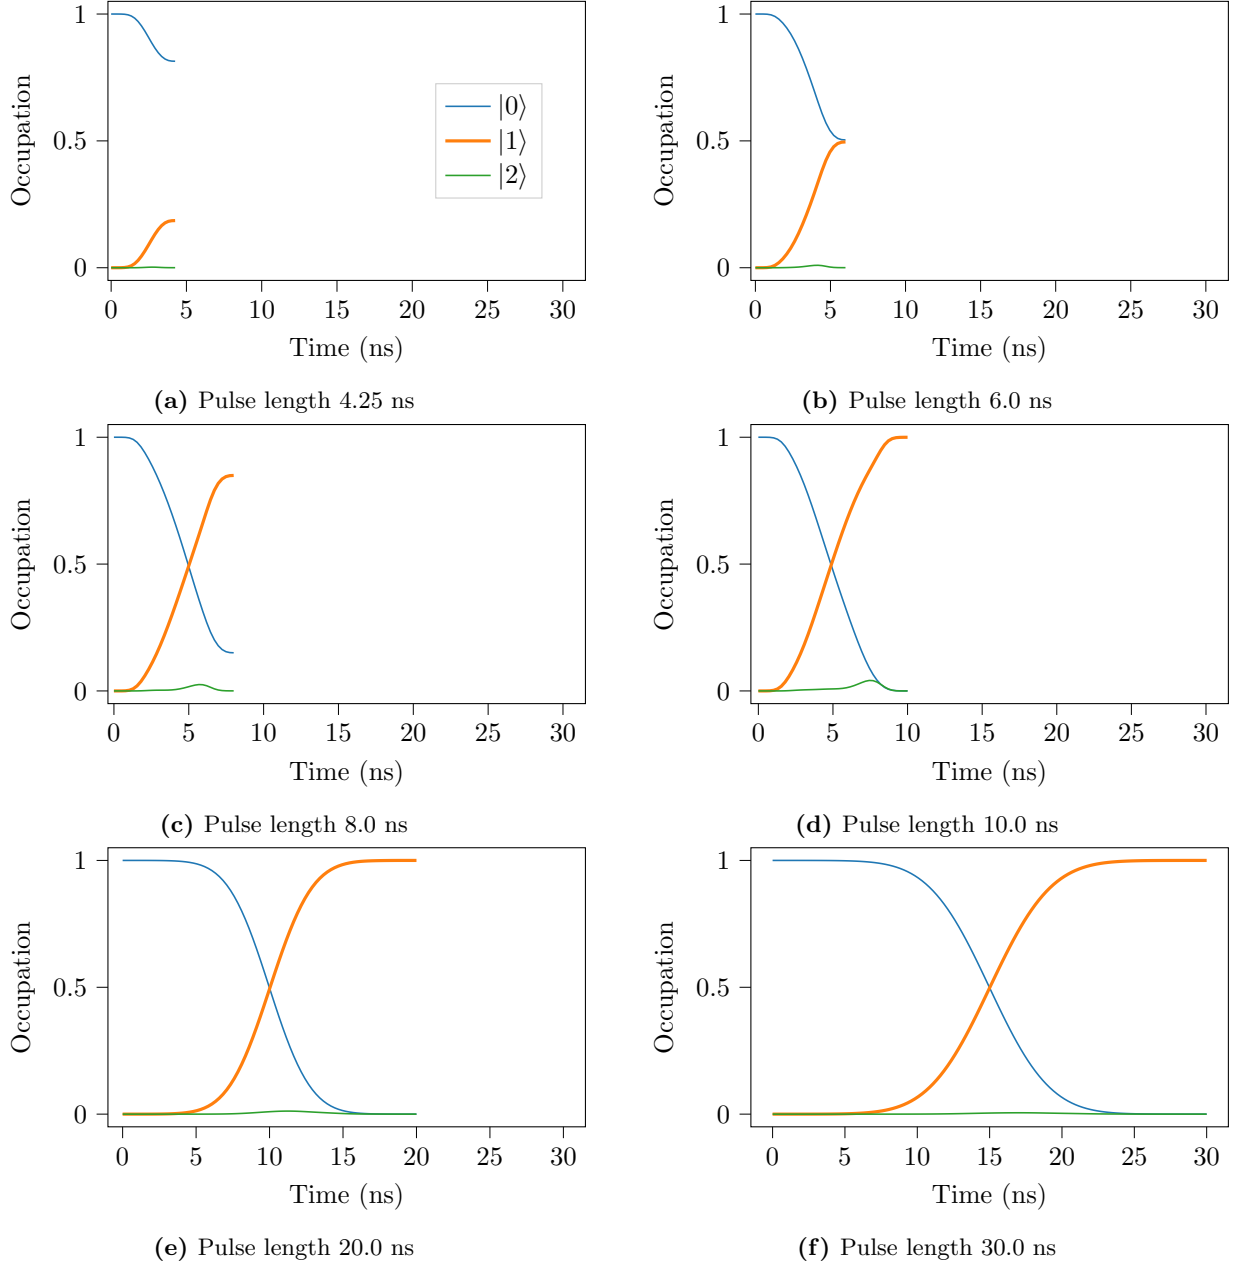 1
0.5
0
Occupation
|0⟩
|1⟩
|2⟩
0 5 10 15 20 25 30
Time (ns)
(a) Pulse length 4.25 ns
1
0.5
0
Occupation
0 5 10 15 20 25 30
Time (ns)
(b) Pulse length 6.0 ns
1
0.5
0
Occupation
0 5 10 15 20 25 30
Time (ns)
(c) Pulse length 8.0 ns
1
0.5
0
Occupation
0 5 10 15 20 25 30
Time (ns)
(d) Pulse length 10.0 ns
1
0.5
0
Occupation
0 5 10 15 20 25 30
Time (ns)
(e) Pulse length 20.0 ns
1
0.5
0
Occupation
0 5 10 15 20 25 30
Time (ns)
(f) Pulse length 30.0 ns